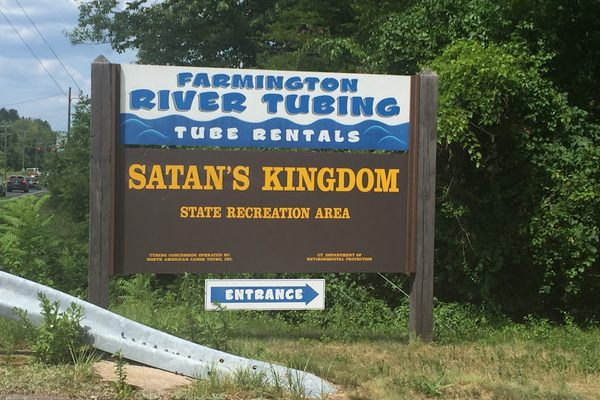 FARMINGTON
RIVER TUBING
TUBE RENTALS
SATAN'S KINGDOM
STATE RECREATION AREA
TUBING CONCESSION OPERATED BY
NORTH AMERICAN CANOE TOURS, INC.
CT. DEPARTMENT OF
ENVIRONMENTAL PROTECTION
ENTRANCE